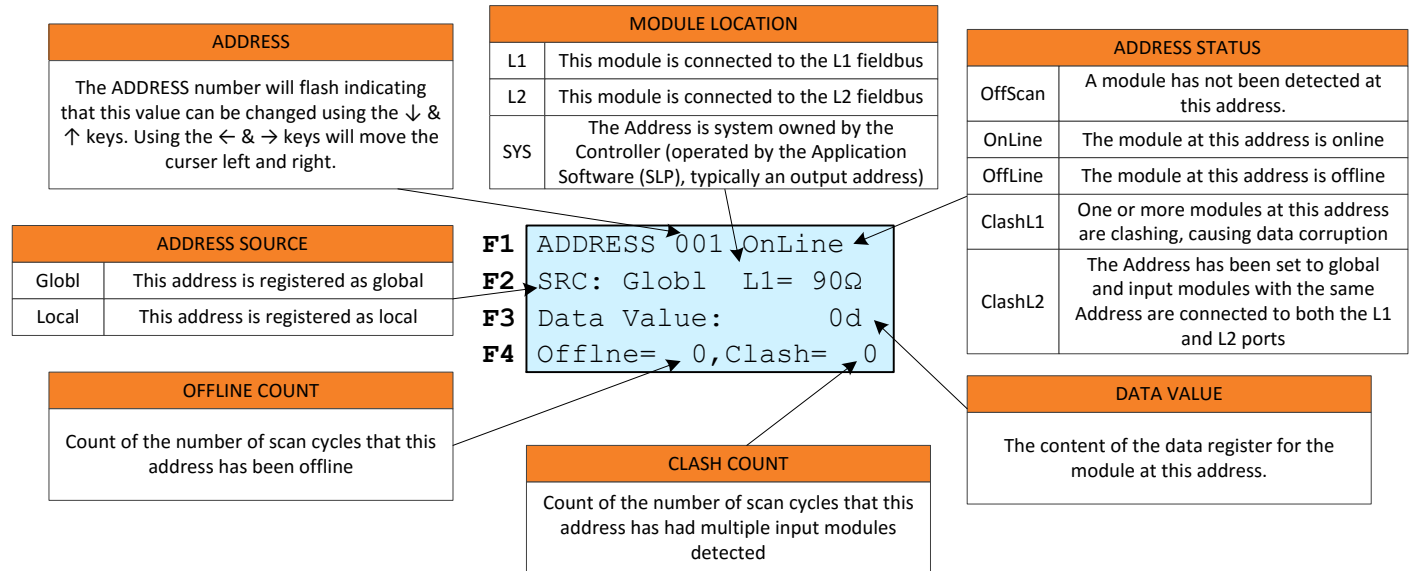 ADDRESS
The ADDRESS number will flash indicating
that this value can be changed using the ↓ &
↑ keys. Using the ← & → keys will move the
curser left and right.
MODULE LOCATION
L1 This module is connected to the L1 fieldbus
L2 This module is connected to the L2 fieldbus
SYS The Address is system owned by the
Controller (operated by the Application
Software (SLP), typically an output address)
ADDRESS STATUS
OffScan A module has not been detected at
this address.
OnLine The module at this address is online
OffLine The module at this address is offline
ClashL1 One or more modules at this address
are clashing, causing data corruption
ClashL2 The Address has been set to global
and input modules with the same
Address are connected to both the L1
and L2 ports
ADDRESS SOURCE
Globl This address is registered as global
Local This address is registered as local
F1 ADDRESS 001 OnLine
F2 SRC: Globl L1= 90Ω
F3 Data Value: 0d
F4 Offlne= 0,Clash= 0
OFFLINE COUNT
Count of the number of scan cycles that this
address has been offline
CLASH COUNT
Count of the number of scan cycles that this
address has had multiple input modules
detected
DATA VALUE
The content of the data register for the
module at this address.